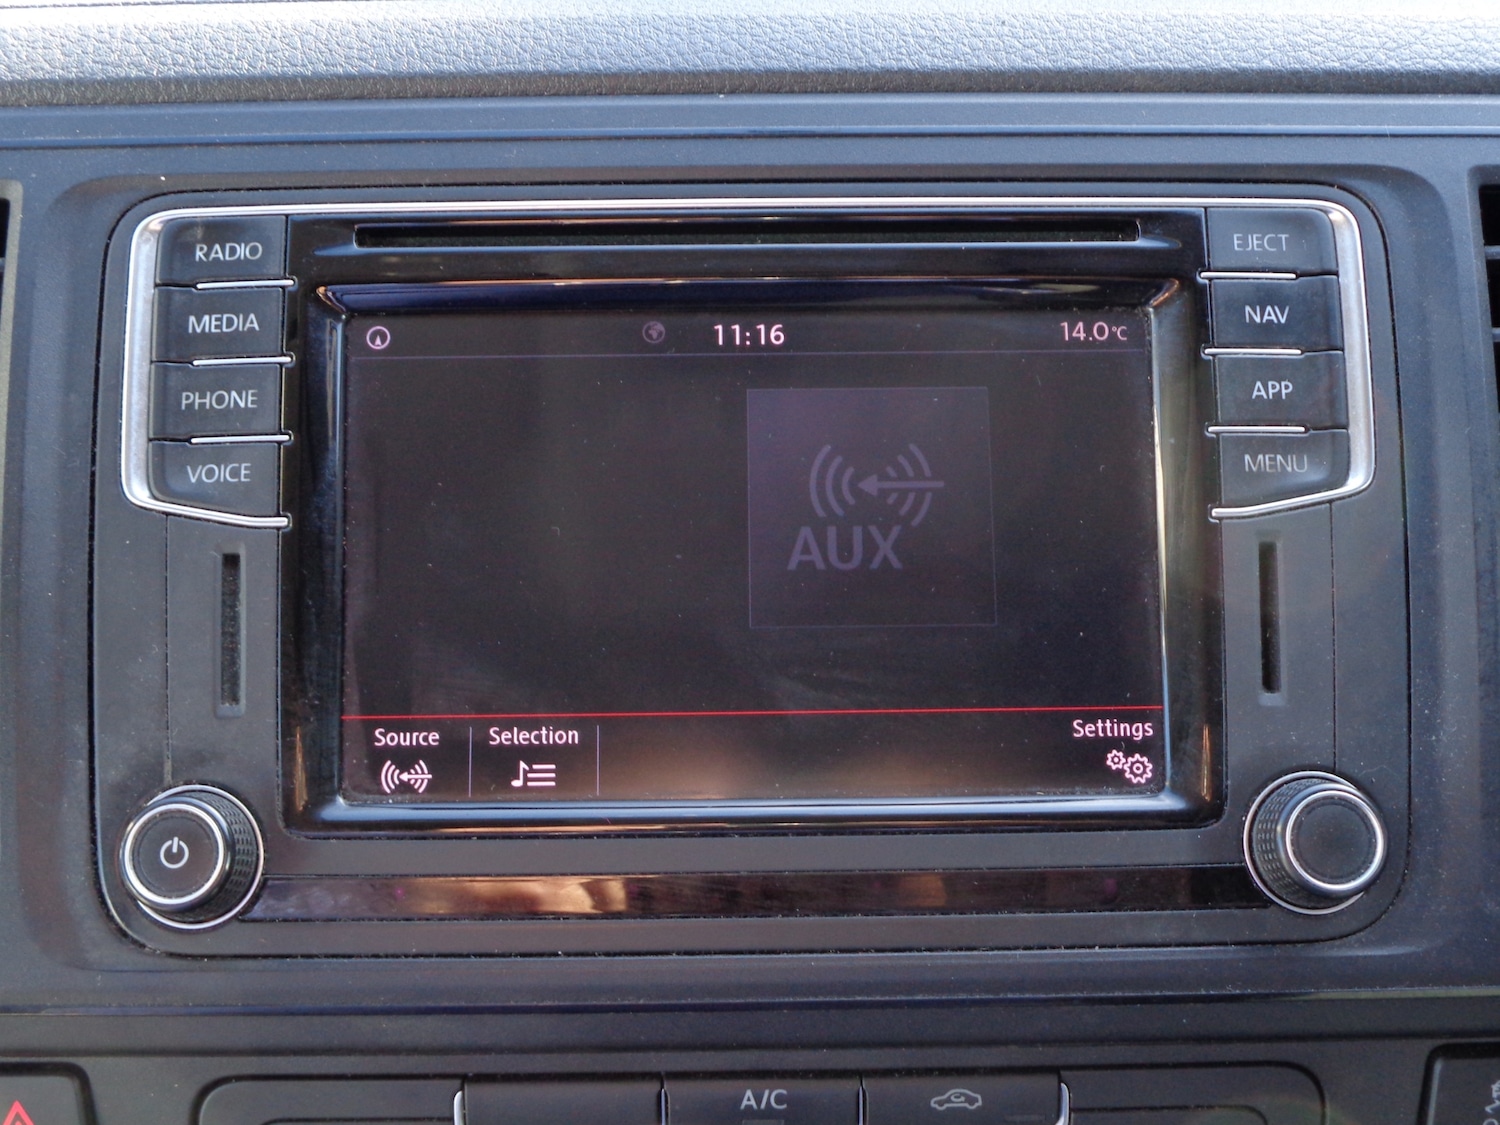 RADIO
EJECT
MEDIA
NAV
PHONE
APP
VOICE
MENU
11:16
14.0°C
AUX
Source
Selection
Settings
A/C